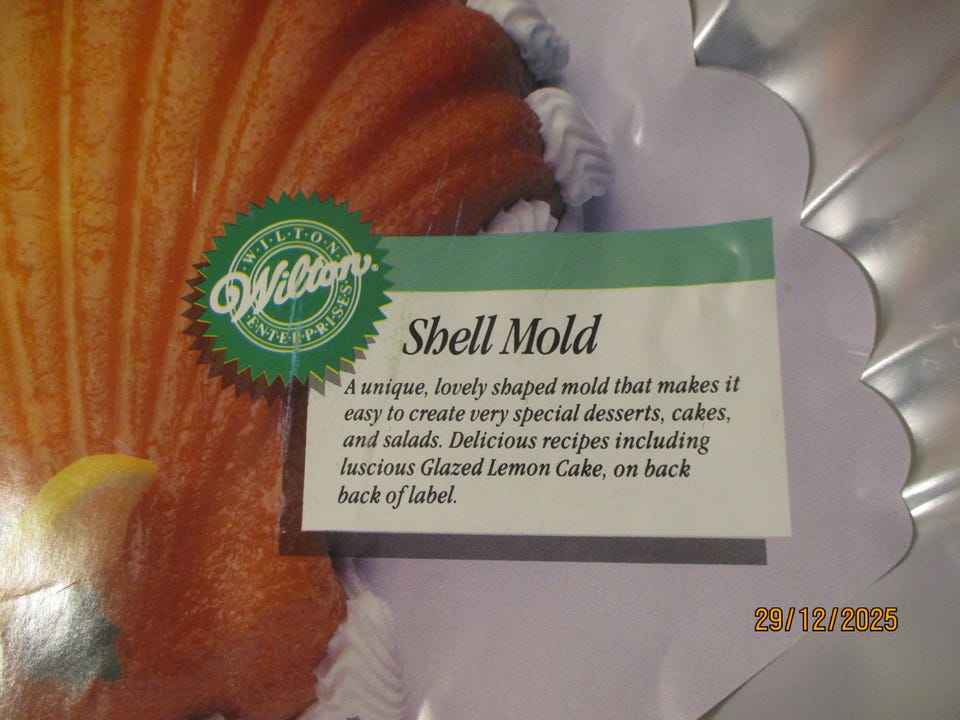 W·I·L·T·O·N
Wilton®
ENTERPRISES
Shell Mold
A unique, lovely shaped mold that makes it
easy to create very special desserts, cakes,
and salads. Delicious recipes including
luscious Glazed Lemon Cake, on back
back of label.
29/12/2025